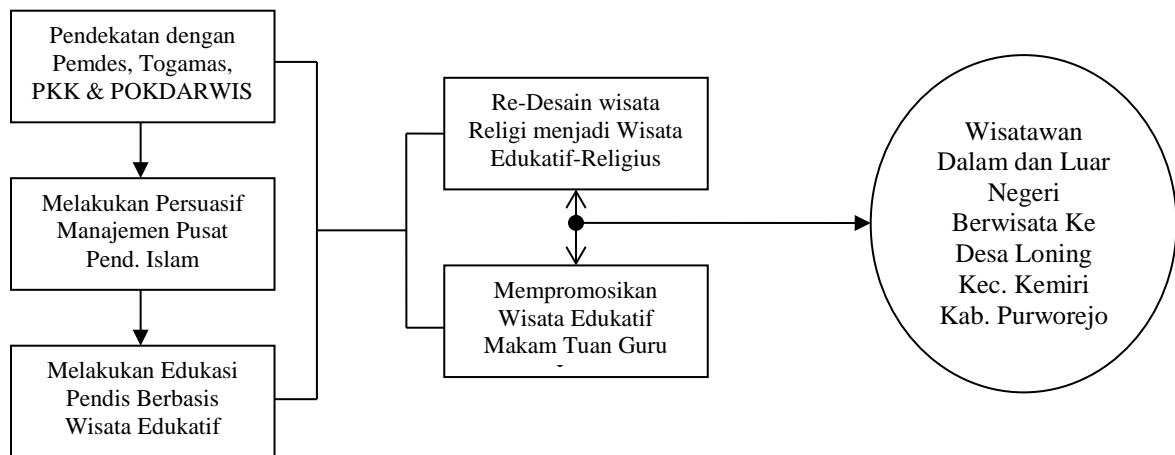 Pendekatan dengan
Pemdes, Togamas,
PKK & POKDARWIS
Melakukan Persuasif
Manajemen Pusat
Pend. Islam
Melakukan Edukasi
Pendis Berbasis
Wisata Edukatif
Re-Desain wisata
Religi menjadi Wisata
Edukatif-Religius
Mempromosikan
Wisata Edukatif
Makam Tuan Guru
Wisatawan
Dalam dan Luar
Negeri
Berwisata Ke
Desa Loning
Kec. Kemiri
Kab. Purworejo